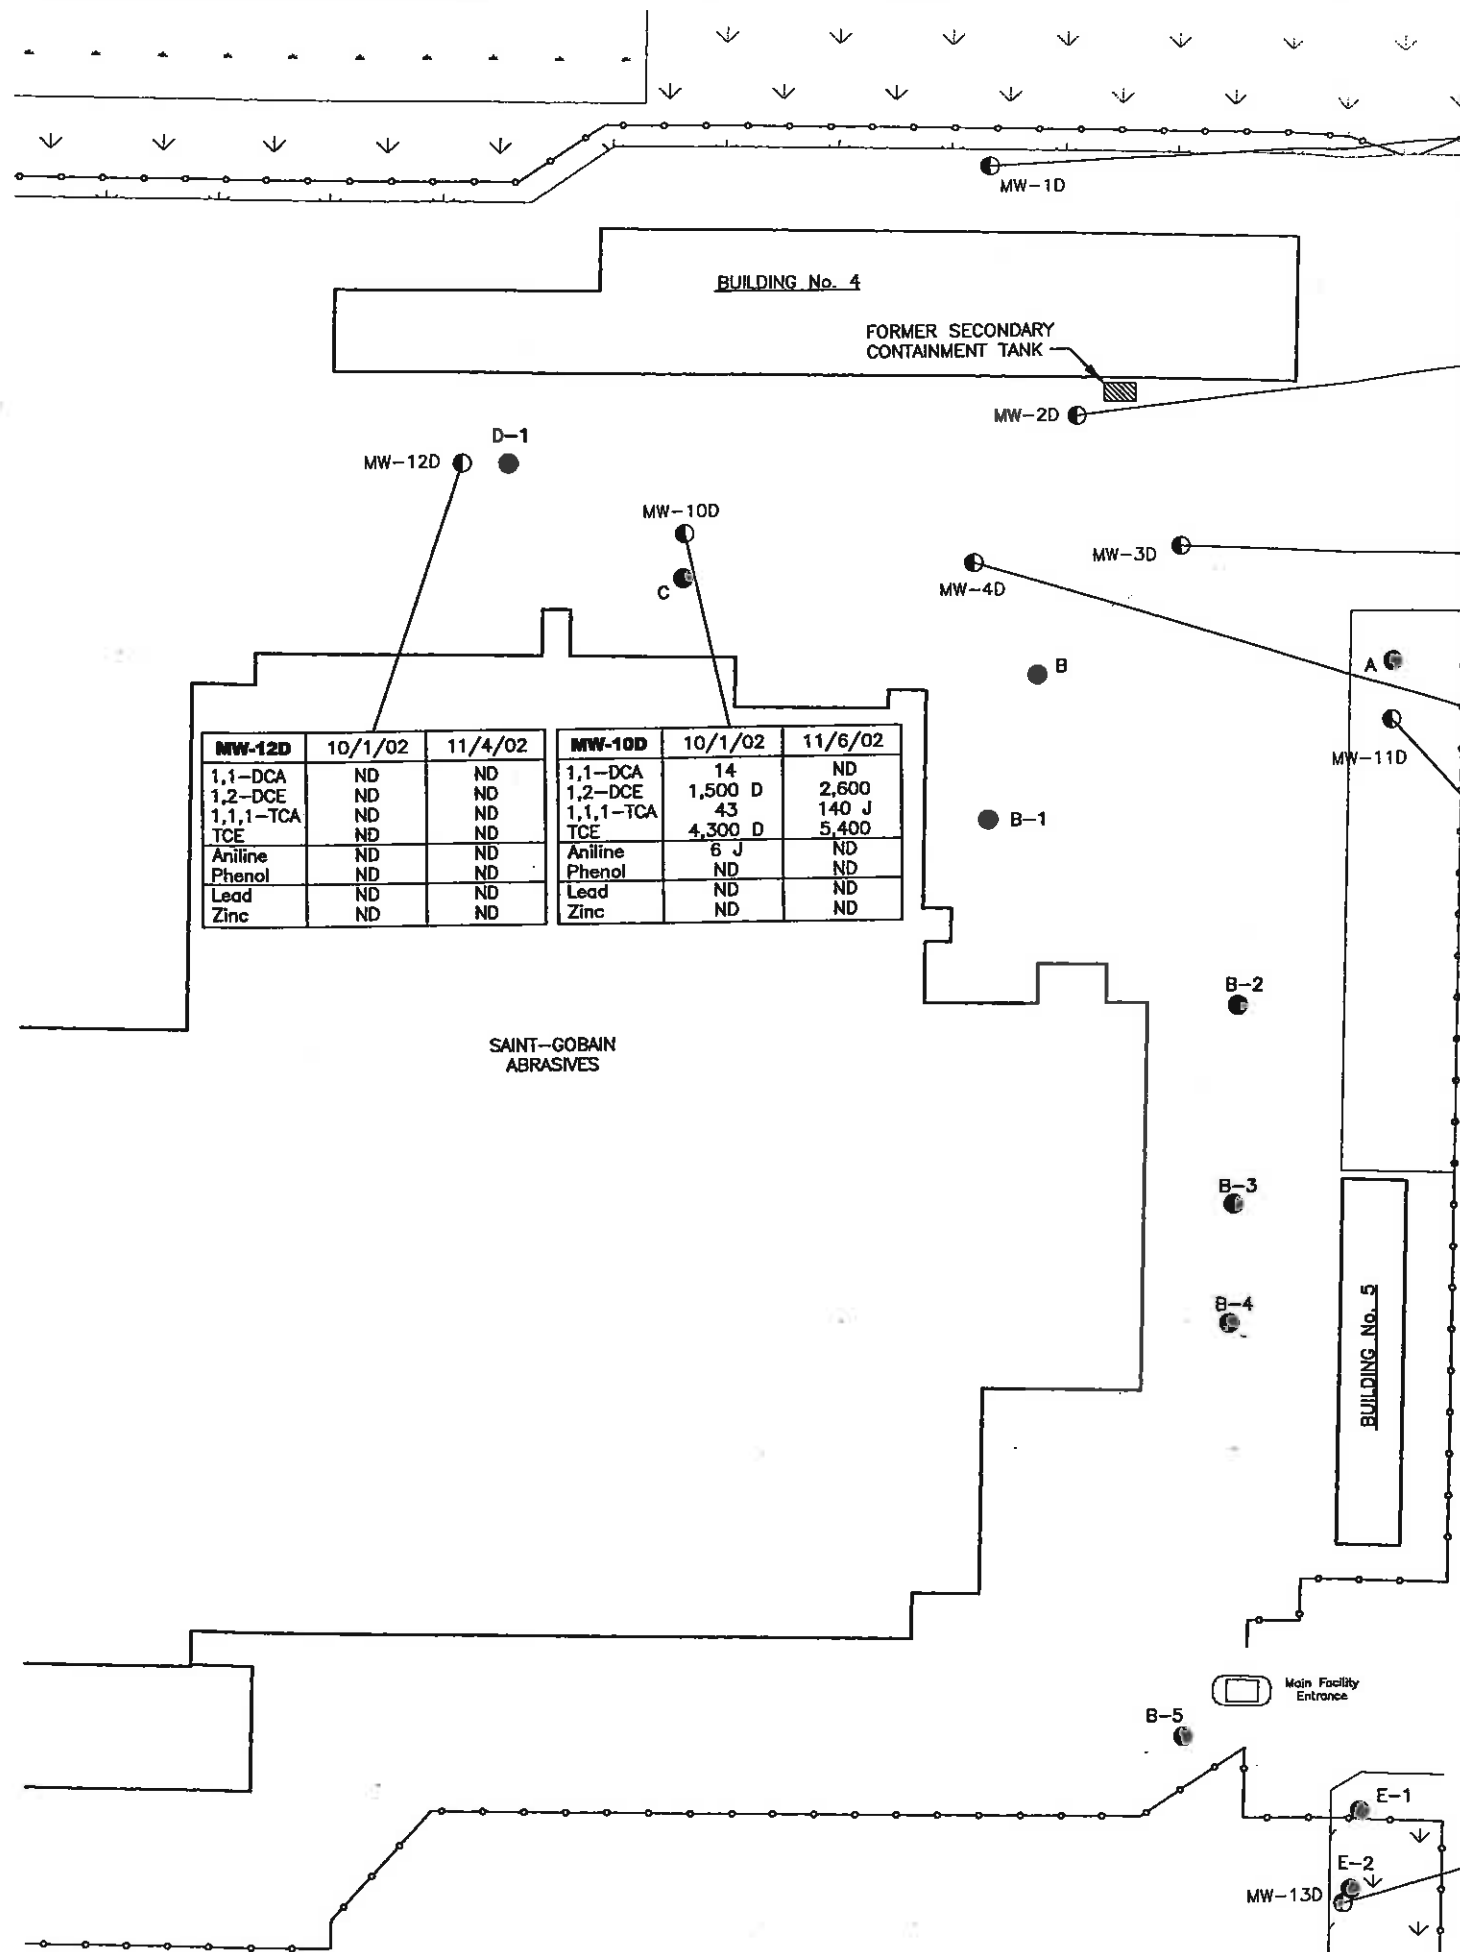 MW-1D
BUILDING No. 4
FORMER SECONDARY
CONTAINMENT TANK
MW-2D
D-1
MW-12D
MW-10D
C
MW-4D
MW-3D
B
A
MW-11D
MW-12D 10/1/02 11/4/02
1,1-DCA ND ND
1,2-DCE ND ND
1,1,1-TCA ND ND
TCE ND ND
Aniline ND ND
Phenol ND ND
Lead ND ND
Zinc ND ND
MW-10D 10/1/02 11/6/02
1,1-DCA 14 ND
1,2-DCE 1,500 D 2,600
1,1,1-TCA 43 140 J
TCE 4,300 D 5,400
Aniline 6 J ND
Phenol ND ND
Lead ND ND
Zinc ND ND
B-1
B-2
SAINT-GOBAIN
ABRASIVES
B-3
B-4
BUILDING No. 5
Main Facility
Entrance
B-5
E-1
E-2
MW-13D